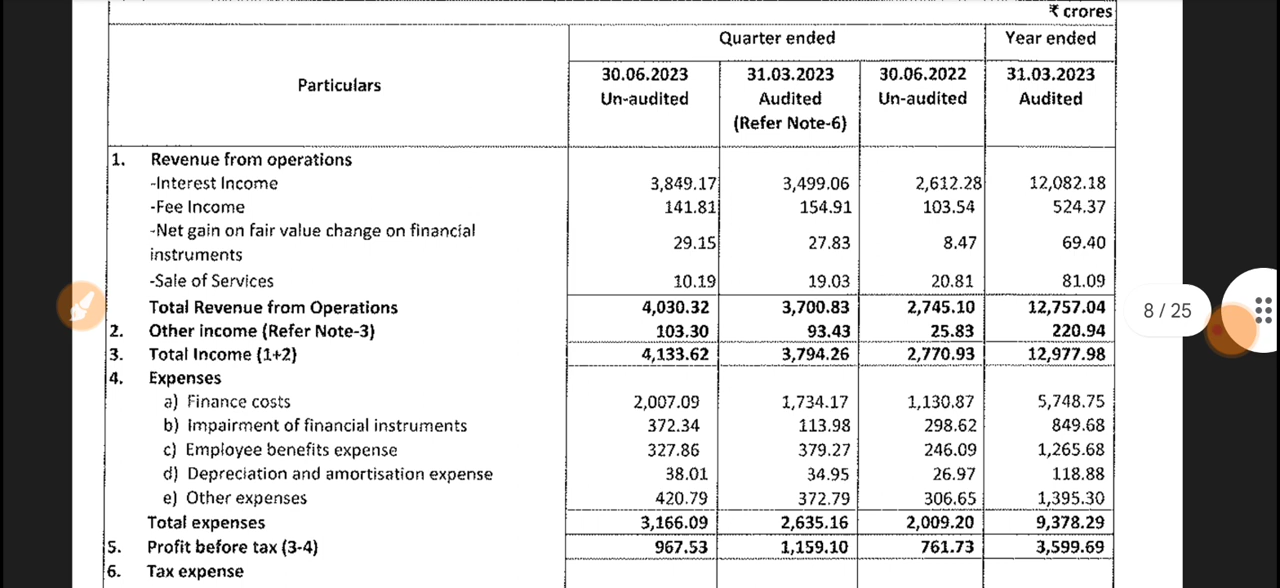 ₹ crores
Quarter ended Year ended
Particulars 30.06.2023 31.03.2023 30.06.2022 31.03.2023
Un-audited Audited Un-audited Audited
(Refer Note-6)
1. Revenue from operations
-Interest Income 3,849.17 3,499.06 2,612.28 12,082.18
-Fee Income 141.81 154.91 103.54 524.37
-Net gain on fair value change on financial
instruments 29.15 27.83 8.47 69.40
-Sale of Services 10.19 19.03 20.81 81.09
Total Revenue from Operations 4,030.32 3,700.83 2,745.10 12,757.04
2. Other income (Refer Note-3) 103.30 93.43 25.83 220.94
3. Total Income (1+2) 4,133.62 3,794.26 2,770.93 12,977.98
4. Expenses
a) Finance costs 2,007.09 1,734.17 1,130.87 5,748.75
b) Impairment of financial instruments 372.34 113.98 298.62 849.68
c) Employee benefits expense 327.86 379.27 246.09 1,265.68
d) Depreciation and amortisation expense 38.01 34.95 26.97 118.88
e) Other expenses 420.79 372.79 306.65 1,395.30
Total expenses 3,166.09 2,635.16 2,009.20 9,378.29
5. Profit before tax (3-4) 967.53 1,159.10 761.73 3,599.69
6. Tax expense
8 / 25